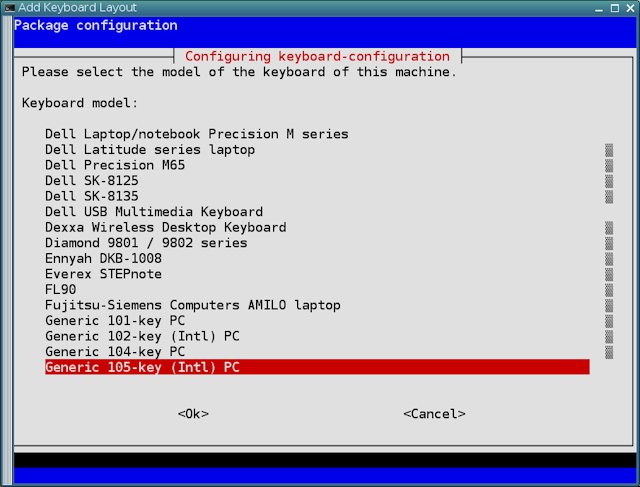 Add Keyboard Layout
Package configuration
Configuring keyboard-configuration
Please select the model of the keyboard of this machine.
Keyboard model:
Dell Laptop/notebook Precision M series
Dell Latitude series laptop
Dell Precision M65
Dell SK-8125
Dell SK-8135
Dell USB Multimedia Keyboard
Dexxa Wireless Desktop Keyboard
Diamond 9801 / 9802 series
Ennyah DKB-1008
Everex STEPnote
FL90
Fujitsu-Siemens Computers AMILO laptop
Generic 101-key PC
Generic 102-key (Intl) PC
Generic 104-key PC
Generic 105-key (Intl) PC
<Ok> <Cancel>